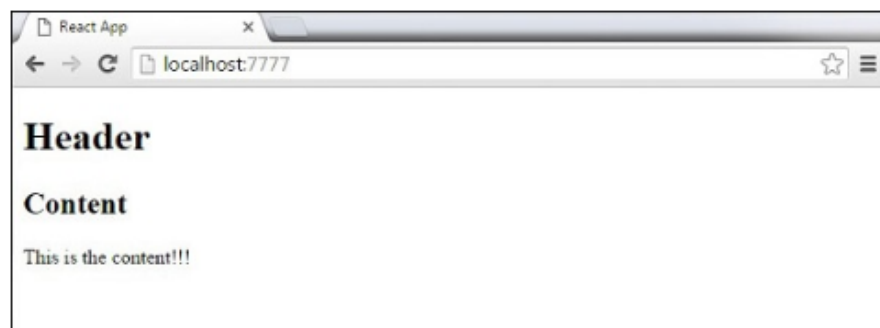 React App
localhost:7777
Header
Content
This is the content!!!